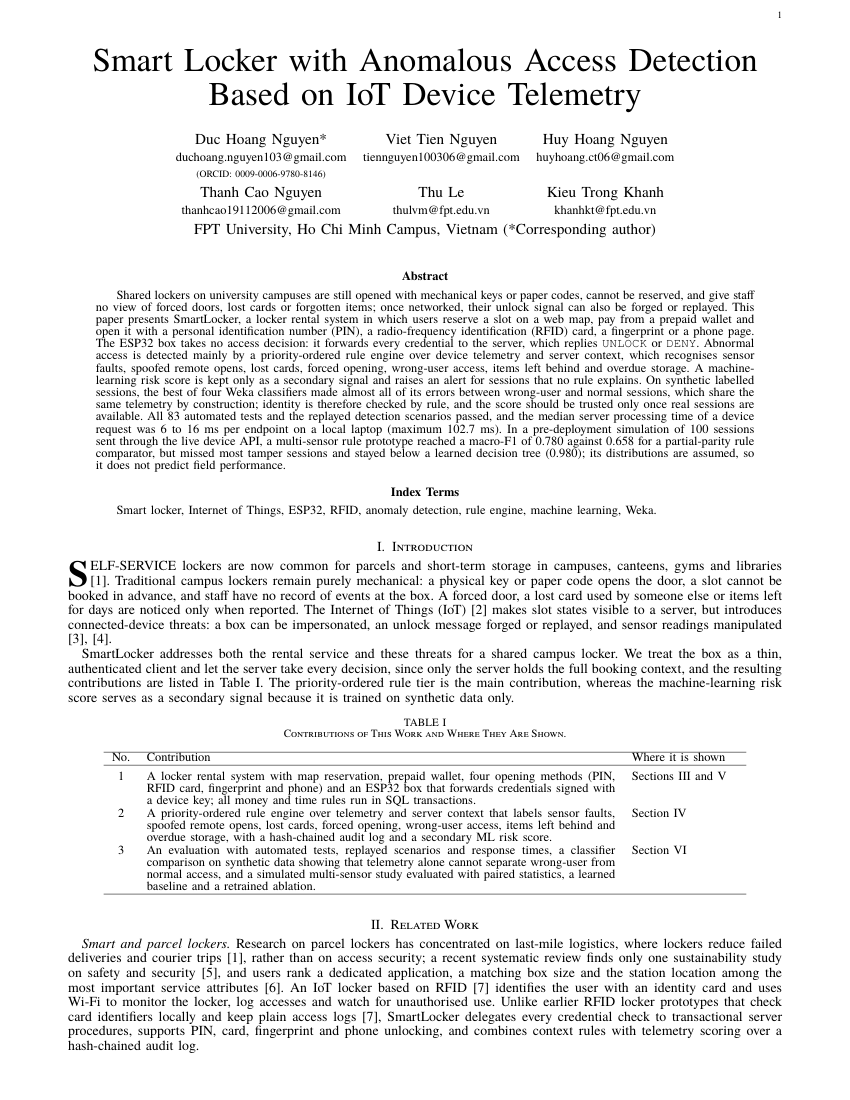 1
Smart Locker with Anomalous Access Detection
Based on IoT Device Telemetry
Duc Hoang Nguyen* Viet Tien Nguyen Huy Hoang Nguyen
duchoang.nguyen103@gmail.com tiennguyen100306@gmail.com huyhoang.ct06@gmail.com
(ORCID: 0009-0006-9780-8146)
Thanh Cao Nguyen Thu Le Kieu Trong Khanh
thanhcao19112006@gmail.com thulvm@fpt.edu.vn khanhkt@fpt.edu.vn
FPT University, Ho Chi Minh Campus, Vietnam (*Corresponding author)
Abstract
Shared lockers on university campuses are still opened with mechanical keys or paper codes, cannot be reserved, and give staff
no view of forced doors, lost cards or forgotten items; once networked, their unlock signal can also be forged or replayed. This
paper presents SmartLocker, a locker rental system in which users reserve a slot on a web map, pay from a prepaid wallet and
open it with a personal identification number (PIN), a radio-frequency identification (RFID) card, a fingerprint or a phone page.
The ESP32 box takes no access decision: it forwards every credential to the server, which replies UNLOCK or DENY. Abnormal
access is detected mainly by a priority-ordered rule engine over device telemetry and server context, which recognises sensor
faults, spoofed remote opens, lost cards, forced opening, wrong-user access, items left behind and overdue storage. A machine-
learning risk score is kept only as a secondary signal and raises an alert for sessions that no rule explains. On synthetic labelled
sessions, the best of four Weka classifiers made almost all of its errors between wrong-user and normal sessions, which share the
same telemetry by construction; identity is therefore checked by rule, and the score should be trusted only once real sessions are
available. All 83 automated tests and the replayed detection scenarios passed, and the median server processing time of a device
request was 6 to 16 ms per endpoint on a local laptop (maximum 102.7 ms). In a pre-deployment simulation of 100 sessions
sent through the live device API, a multi-sensor rule prototype reached a macro-F1 of 0.780 against 0.658 for a partial-parity rule
comparator, but missed most tamper sessions and stayed below a learned decision tree (0.980); its distributions are assumed, so
it does not predict field performance.
Index Terms
Smart locker, Internet of Things, ESP32, RFID, anomaly detection, rule engine, machine learning, Weka.
I. Introduction
SELF-SERVICE lockers are now common for parcels and short-term storage in campuses, canteens, gyms and libraries
[1]. Traditional campus lockers remain purely mechanical: a physical key or paper code opens the door, a slot cannot be
booked in advance, and staff have no record of events at the box. A forced door, a lost card used by someone else or items left
for days are noticed only when reported. The Internet of Things (IoT) [2] makes slot states visible to a server, but introduces
connected-device threats: a box can be impersonated, an unlock message forged or replayed, and sensor readings manipulated
[3], [4].
SmartLocker addresses both the rental service and these threats for a shared campus locker. We treat the box as a thin,
authenticated client and let the server take every decision, since only the server holds the full booking context, and the resulting
contributions are listed in Table I. The priority-ordered rule tier is the main contribution, whereas the machine-learning risk
score serves as a secondary signal because it is trained on synthetic data only.
TABLE I
Contributions of This Work and Where They Are Shown.
No. Contribution Where it is shown
1 A locker rental system with map reservation, prepaid wallet, four opening methods (PIN, Sections III and V
RFID card, fingerprint and phone) and an ESP32 box that forwards credentials signed with
a device key; all money and time rules run in SQL transactions.
2 A priority-ordered rule engine over telemetry and server context that labels sensor faults, Section IV
spoofed remote opens, lost cards, forced opening, wrong-user access, items left behind and
overdue storage, with a hash-chained audit log and a secondary ML risk score.
3 An evaluation with automated tests, replayed scenarios and response times, a classifier Section VI
comparison on synthetic data showing that telemetry alone cannot separate wrong-user from
normal access, and a simulated multi-sensor study evaluated with paired statistics, a learned
baseline and a retrained ablation.
II. Related Work
Smart and parcel lockers. Research on parcel lockers has concentrated on last-mile logistics, where lockers reduce failed
deliveries and courier trips [1], rather than on access security; a recent systematic review finds only one sustainability study
on safety and security [5], and users rank a dedicated application, a matching box size and the station location among the
most important service attributes [6]. An IoT locker based on RFID [7] identifies the user with an identity card and uses
Wi-Fi to monitor the locker, log accesses and watch for unauthorised use. Unlike earlier RFID locker prototypes that check
card identifiers locally and keep plain access logs [7], SmartLocker delegates every credential check to transactional server
procedures, supports PIN, card, fingerprint and phone unlocking, and combines context rules with telemetry scoring over a
hash-chained audit log.